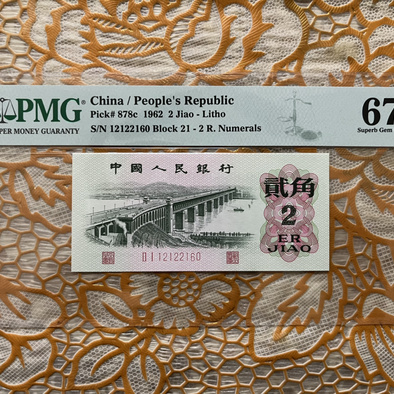 PMG
PER MONEY GUARANTY
China / People's Republic
Pick# 878c 1962 2 Jiao - Litho
S/N 12122160 Block 21 - 2 R. Numerals
67
Superb Gem
中國人民銀行
貳角
2
ER
JIAO
II I 12122160